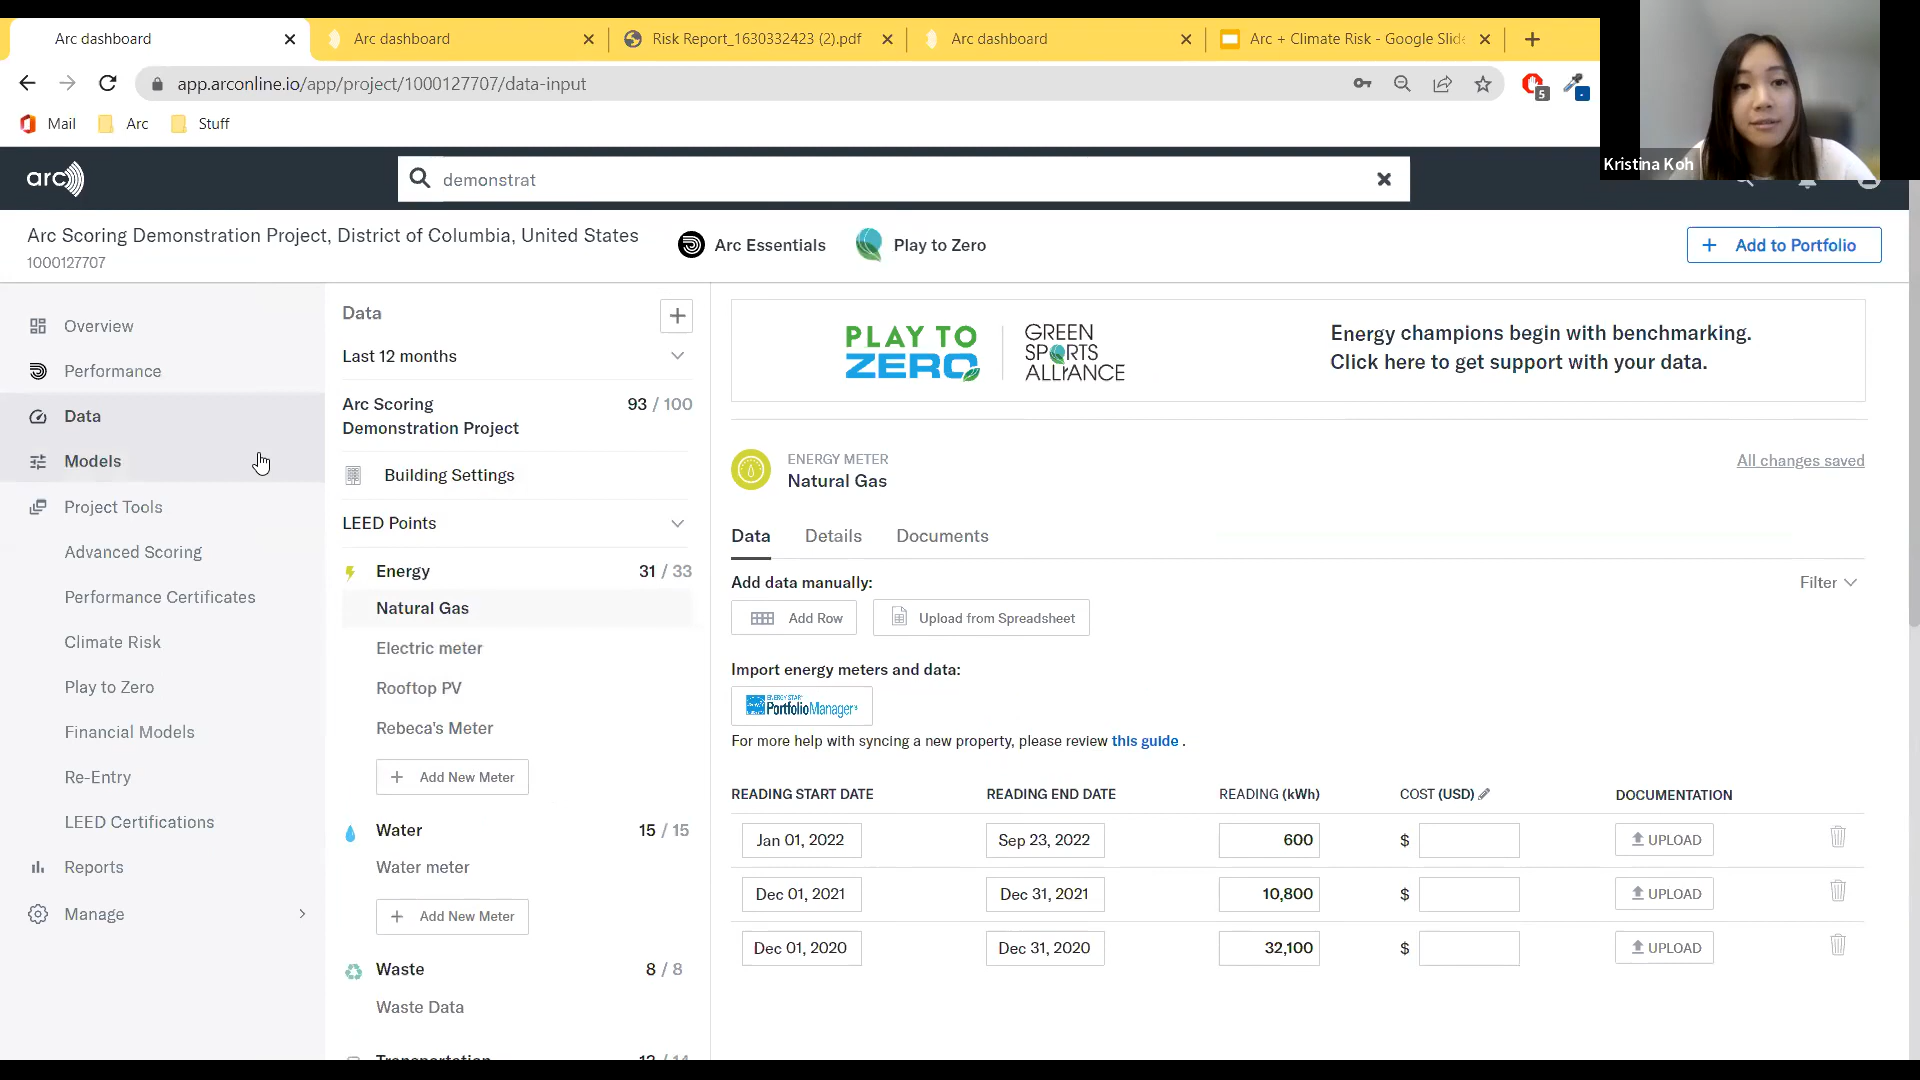 Arc dashboard
Arc dashboard
Risk Report_1630332423 (2).pdf
Arc dashboard
Arc + Climate Risk - Google Slide
app.arconline.io/app/project/1000127707/data-input
5
Mail
Arc
Stuff
Kristina Koh
arc
demonstrat
Arc Scoring Demonstration Project, District of Columbia, United States
1000127707
Arc Essentials
Play to Zero
+ Add to Portfolio
Overview
Performance
Data
Models
Project Tools
Advanced Scoring
Performance Certificates
Climate Risk
Play to Zero
Financial Models
Re-Entry
LEED Certifications
Reports
Manage
Data
+
Last 12 months
Arc Scoring
Demonstration Project
93 / 100
Building Settings
LEED Points
Energy 31 / 33
Natural Gas
Electric meter
Rooftop PV
Rebeca's Meter
+ Add New Meter
Water 15 / 15
Water meter
+ Add New Meter
Waste 8 / 8
Waste Data
PLAY TO
ZERO
GREEN
SPORTS
ALLIANCE
Energy champions begin with benchmarking.
Click here to get support with your data.
ENERGY METER
Natural Gas
All changes saved
Data Details Documents
Add data manually:
Filter
Add Row
Upload from Spreadsheet
Import energy meters and data:
ENERGY STAR
PortfolioManager
For more help with syncing a new property, please review this guide .
READING START DATE READING END DATE READING (kWh) COST (USD) DOCUMENTATION
Jan 01, 2022 Sep 23, 2022 600 $ UPLOAD
Dec 01, 2021 Dec 31, 2021 10,800 $ UPLOAD
Dec 01, 2020 Dec 31, 2020 32,100 $ UPLOAD